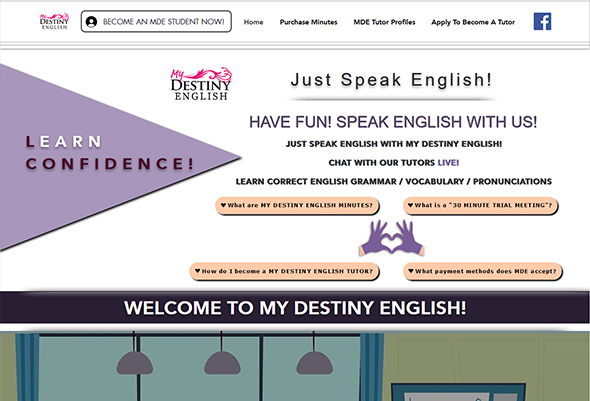 My
DESTINY
ENGLISH
BECOME AN MDE STUDENT NOW!
Home
Purchase Minutes
MDE Tutor Profiles
Apply To Become A Tutor
f
My
DESTINY
ENGLISH
Just Speak English!
LEARN
CONFIDENCE!
HAVE FUN! SPEAK ENGLISH WITH US!
JUST SPEAK ENGLISH WITH MY DESTINY ENGLISH!
CHAT WITH OUR TUTORS LIVE!
LEARN CORRECT ENGLISH GRAMMAR / VOCABULARY / PRONUNCIATIONS
♥ What are MY DESTINY ENGLISH MINUTES?
♥ What is a "30 MINUTE TRIAL MEETING"?
♥ How do I become a MY DESTINY ENGLISH TUTOR?
♥ What payment methods does MDE accept?
WELCOME TO MY DESTINY ENGLISH!